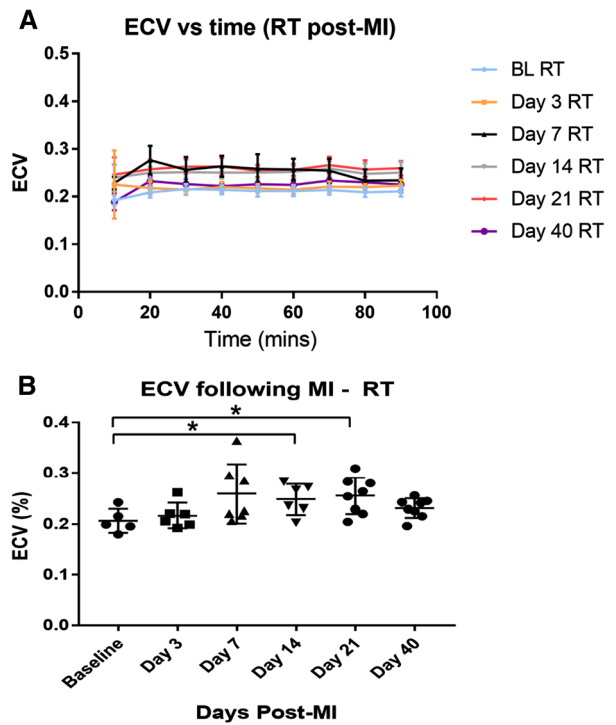 A
ECV vs time (RT post-MI)
0.5
0.4
0.3
0.2
0.1
0.0
ECV
0 20 40 60 80 100
Time (mins)
BL RT
Day 3 RT
Day 7 RT
Day 14 RT
Day 21 RT
Day 40 RT
B
ECV following MI - RT
0.4
0.3
0.2
0.1
0.0
ECV (%)
*
*
Baseline
Day 3
Day 7
Day 14
Day 21
Day 40
Days Post-MI